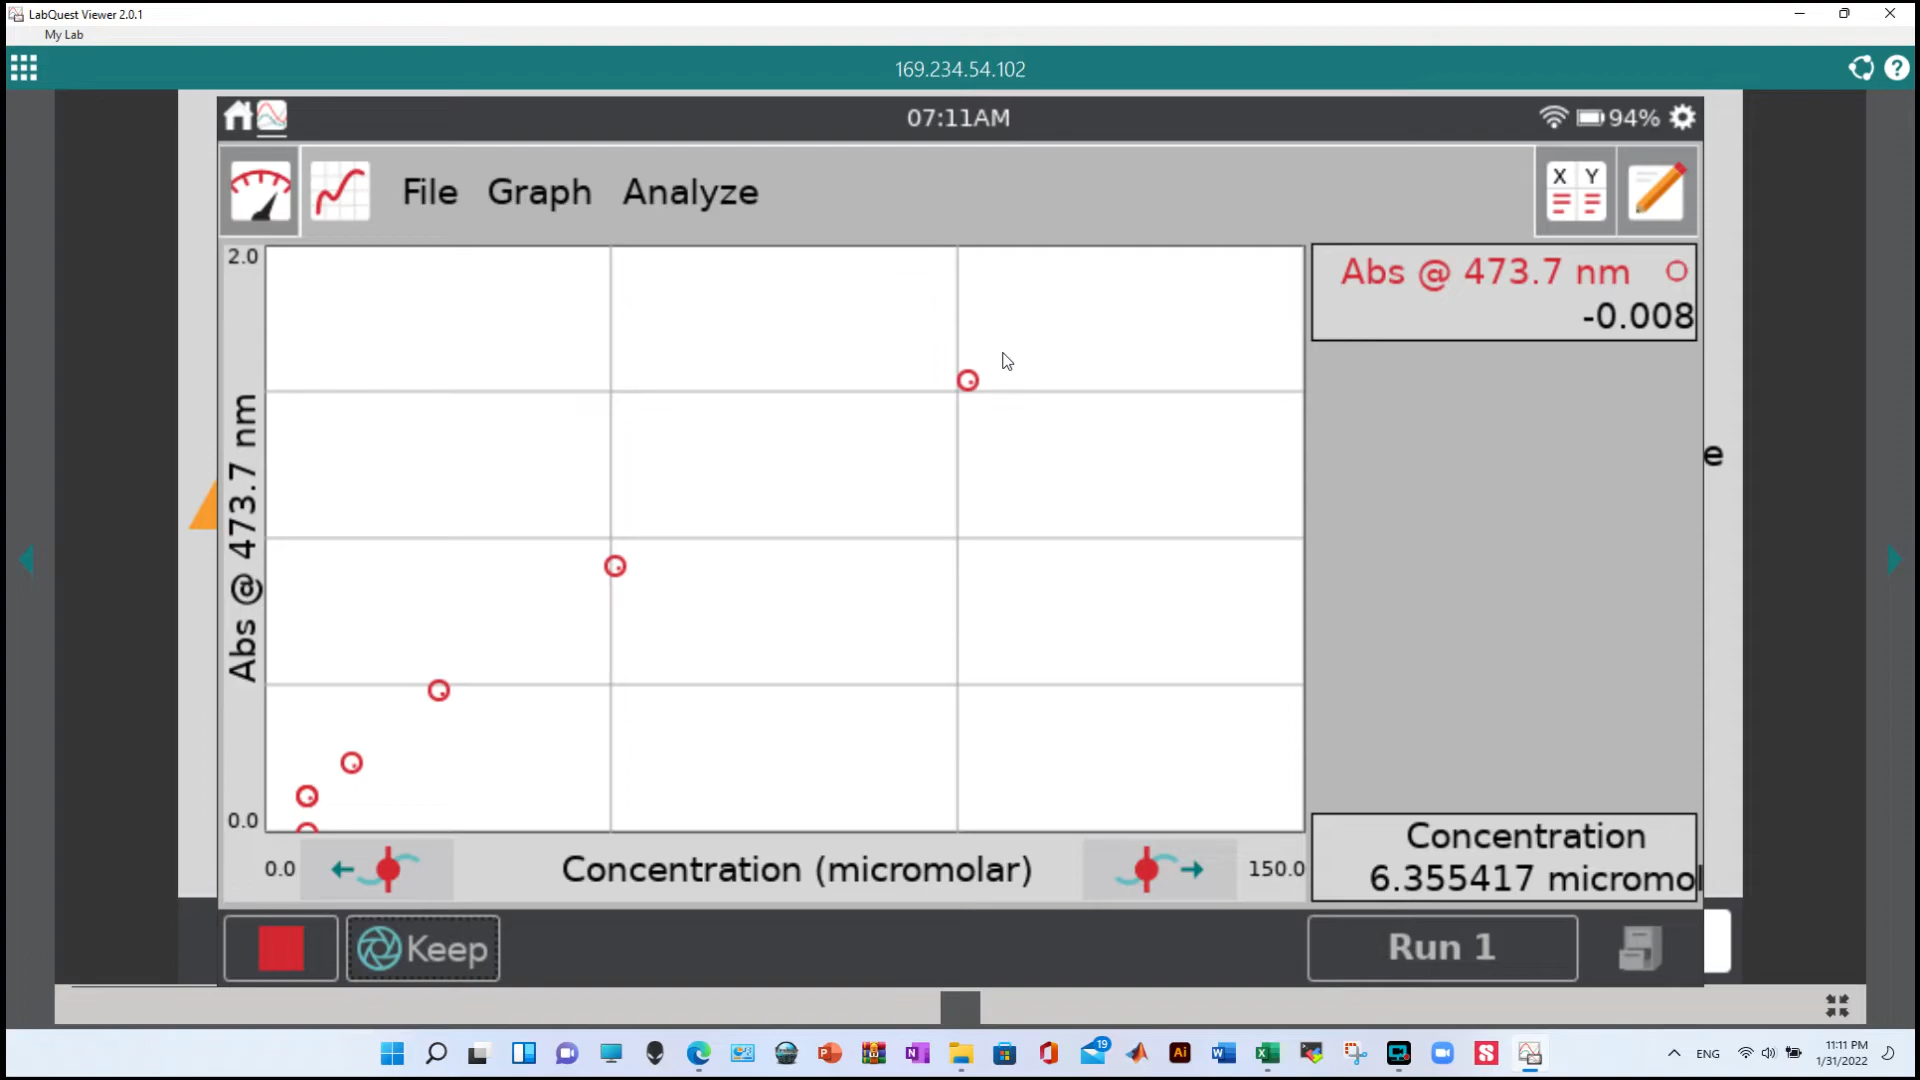 LabQuest Viewer 2.0.1
My Lab
169.234.54.102
07:11AM
94%
File Graph Analyze
X Y
2.0
Abs @ 473.7 nm
0.0
0.0
Concentration (micromolar)
150.0
Abs @ 473.7 nm
-0.008
e
Concentration
6.355417 micromol
Keep
Run 1
19
Ai
ENG
11:11 PM
1/31/2022